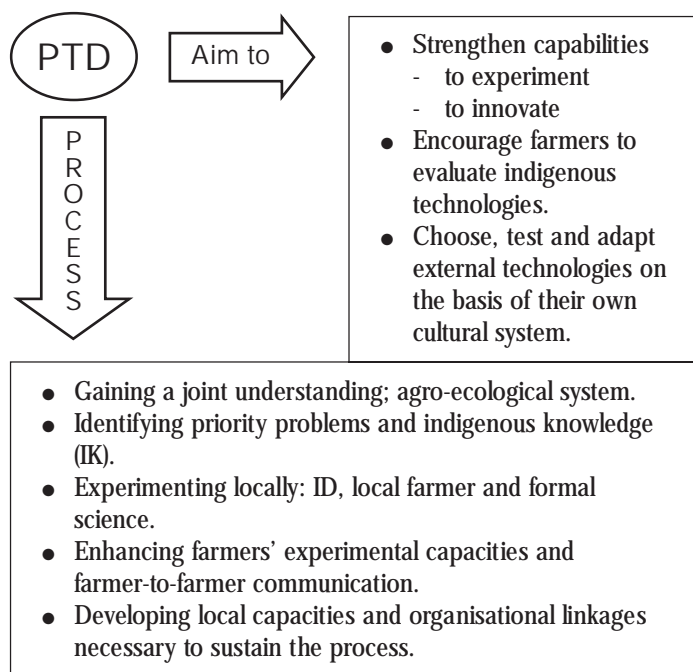 PTD
Aim to
● Strengthen capabilities
- to experiment
- to innovate
● Encourage farmers to
evaluate indigenous
technologies.
● Choose, test and adapt
external technologies on
the basis of their own
cultural system.
PROCESS
● Gaining a joint understanding; agro-ecological system.
● Identifying priority problems and indigenous knowledge
(IK).
● Experimenting locally: ID, local farmer and formal
science.
● Enhancing farmers’ experimental capacities and
farmer-to-farmer communication.
● Developing local capacities and organisational linkages
necessary to sustain the process.